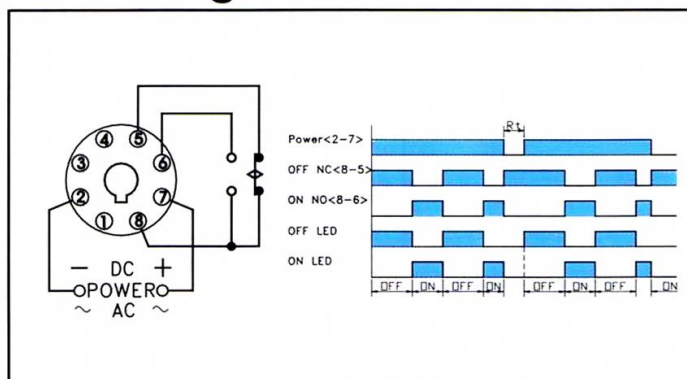 ④ ⑤
③ ⑥
② ⑦
① ⑧
− DC +
POWER
~ AC ~
Rt
Power<2-7>
OFF NC<8-5>
ON NO<8-6>
OFF LED
ON LED
OFF ON OFF ON OFF ON OFF ON